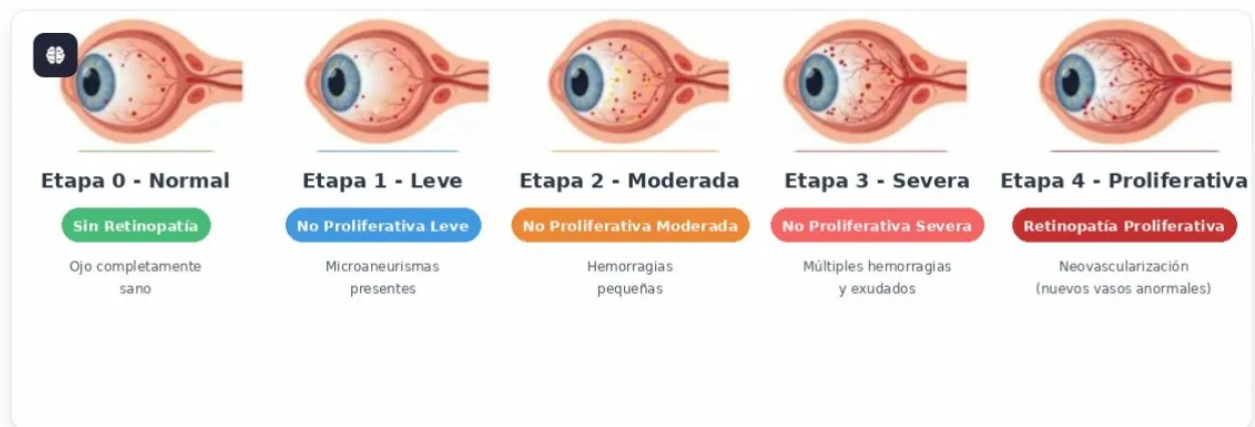 Etapa 0 - Normal
Sin Retinopatía
Ojo completamente
sano
Etapa 1 - Leve
No Proliferativa Leve
Microaneurismas
presentes
Etapa 2 - Moderada
No Proliferativa Moderada
Hemorragias
pequeñas
Etapa 3 - Severa
No Proliferativa Severa
Múltiples hemorragias
y exudados
Etapa 4 - Proliferativa
Retinopatía Proliferativa
Neovascularización
(nuevos vasos anormales)